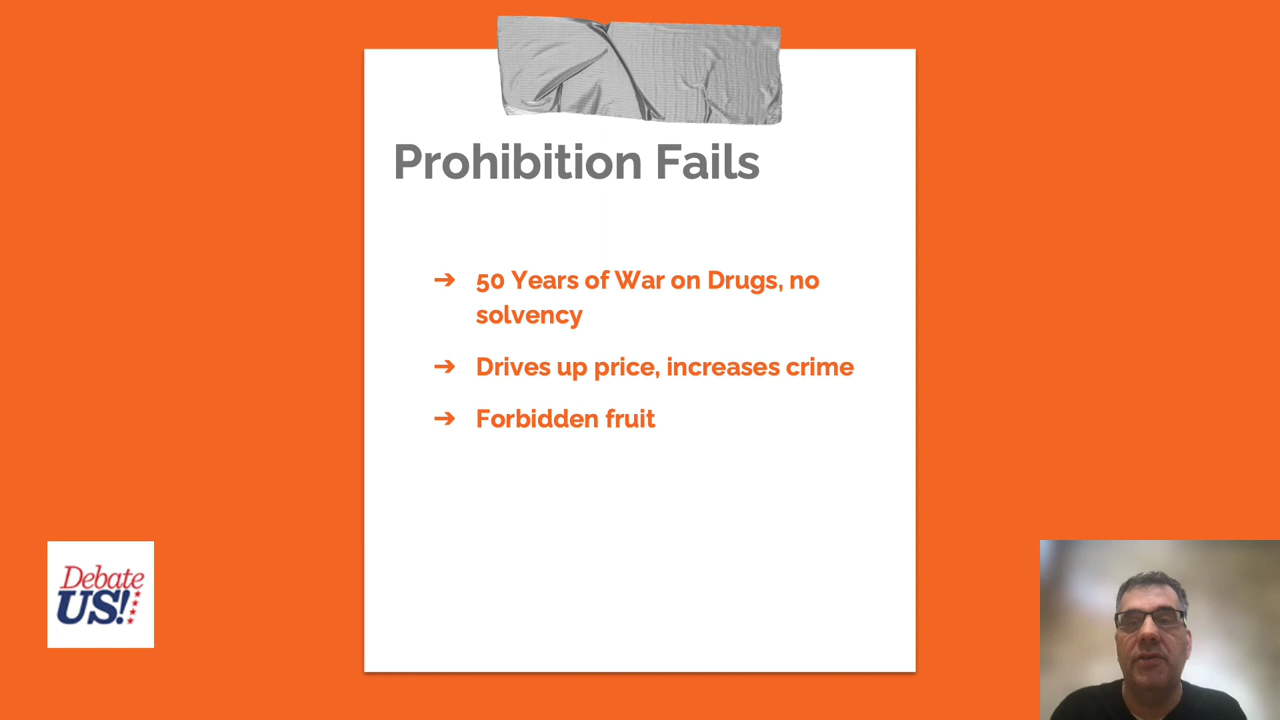 Prohibition Fails
➔ 50 Years of War on Drugs, no
solvency
➔ Drives up price, increases crime
➔ Forbidden fruit
Debate
US!